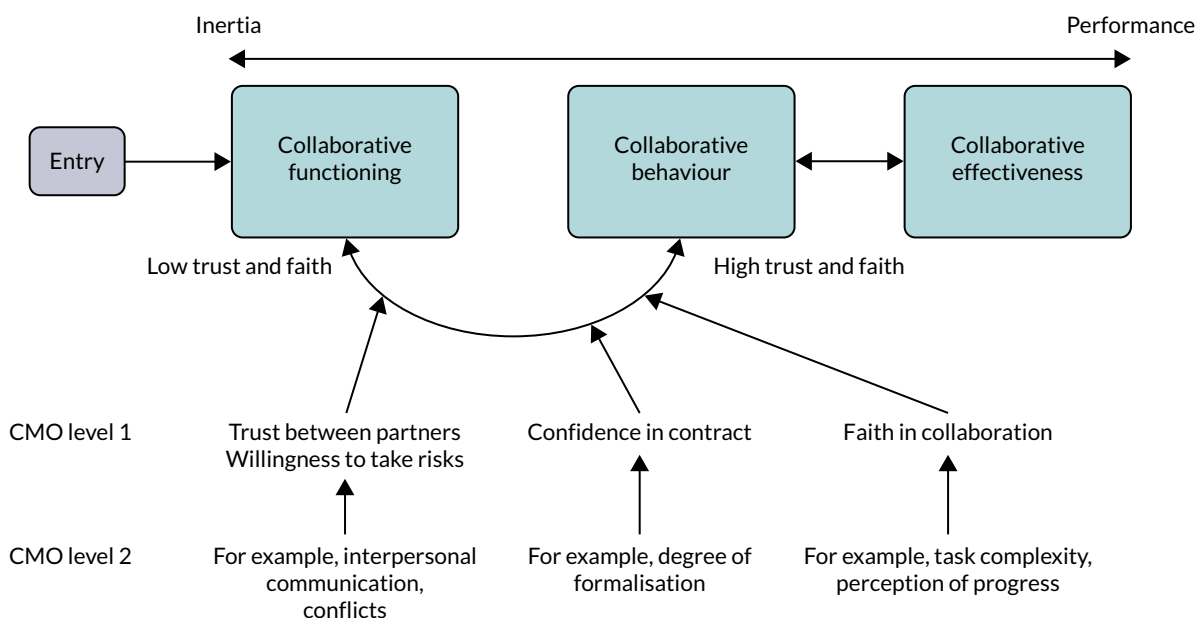 Inertia
Performance
Entry
Collaborative
functioning
Collaborative
behaviour
Collaborative
effectiveness
Low trust and faith
High trust and faith
CMO level 1
Trust between partners
Willingness to take risks
Confidence in contract
Faith in collaboration
CMO level 2
For example, interpersonal
communication,
conflicts
For example, degree of
formalisation
For example, task complexity,
perception of progress